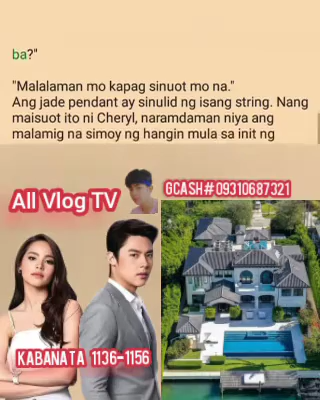 ba?"
"Malalaman mo kapag sinuot mo na."
Ang jade pendant ay sinulid ng isang string. Nang
maisuot ito ni Cheryl, naramdaman niya ang
malamig na simoy ng hangin mula sa init ng
GCASH#09310687321
All Vlog TV
KABANATA 1136-1156